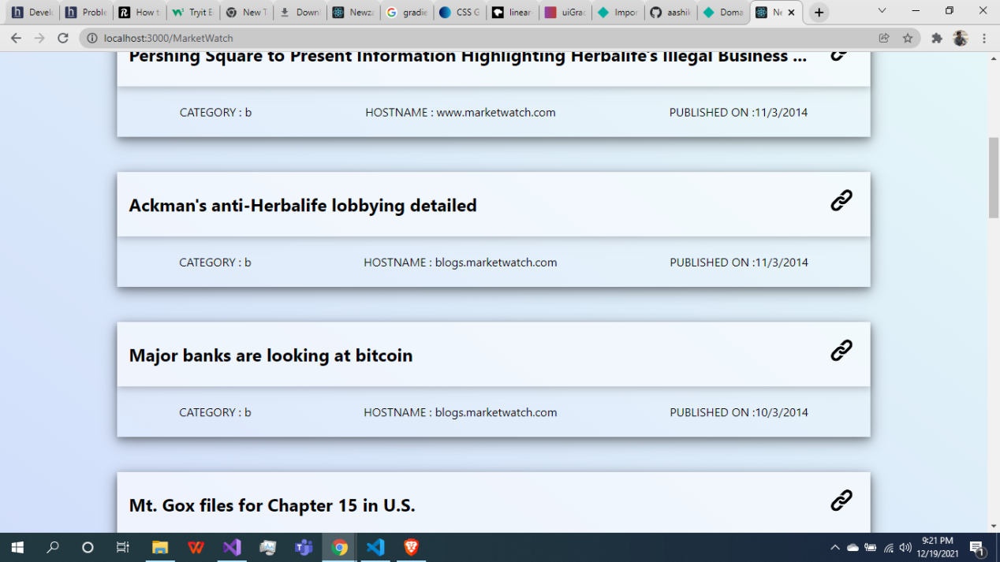 Develo
Proble
How t
Tryit E
New T
Downl
Newz
gradie
CSS G
linear-
uiGrad
Impor
aashik
Doma
Ne
localhost:3000/MarketWatch
Pershing Square to Present Information Highlighting Herbalife's Illegal Business ...
CATEGORY : b HOSTNAME : www.marketwatch.com PUBLISHED ON :11/3/2014
Ackman's anti-Herbalife lobbying detailed
CATEGORY : b HOSTNAME : blogs.marketwatch.com PUBLISHED ON :11/3/2014
Major banks are looking at bitcoin
CATEGORY : b HOSTNAME : blogs.marketwatch.com PUBLISHED ON :10/3/2014
Mt. Gox files for Chapter 15 in U.S.
9:21 PM
12/19/2021
1